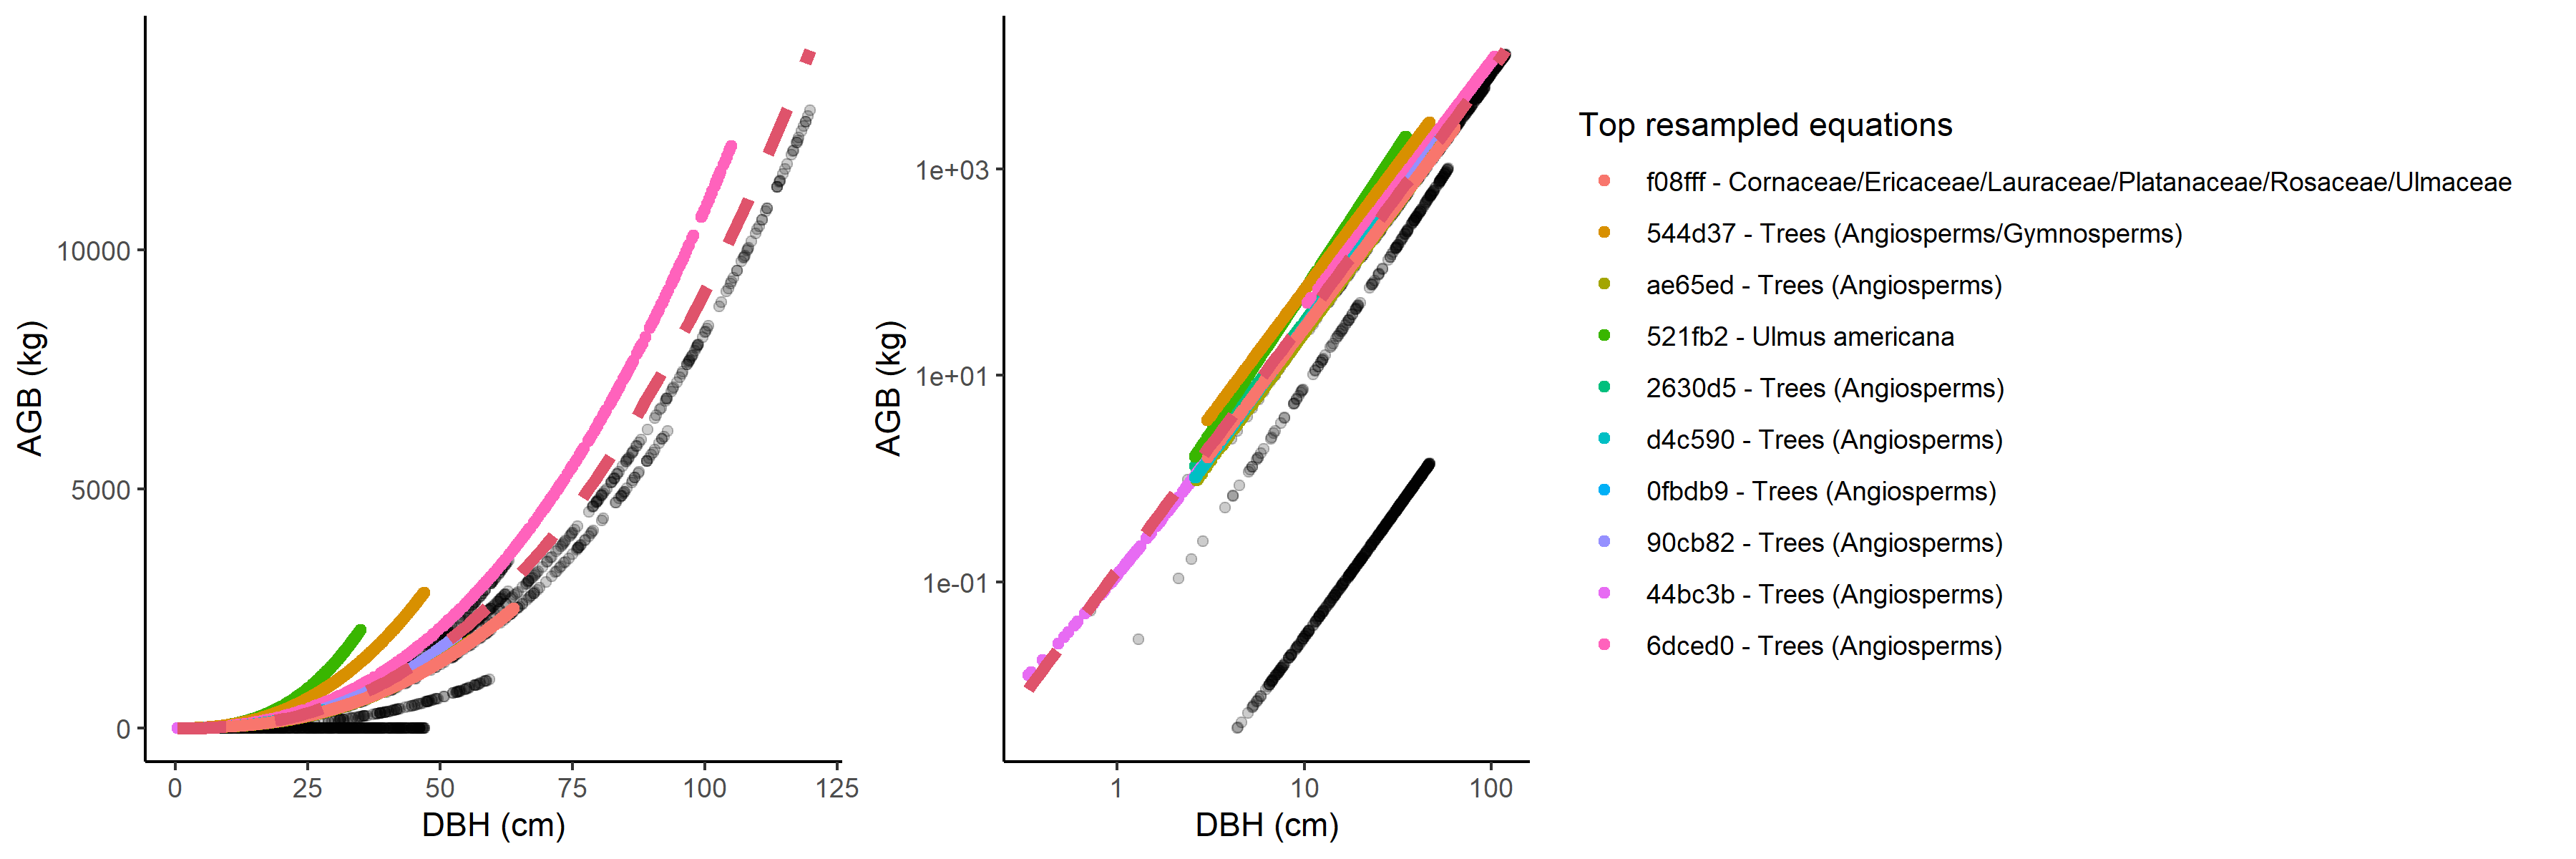 AGB (kg)
10000
5000
0
0 25 50 75 100 125
DBH (cm)
AGB (kg)
1e+03
1e+01
1e-01
1 10 100
DBH (cm)
Top resampled equations
f08fff - Cornaceae/Ericaceae/Lauraceae/Platanaceae/Rosaceae/Ulmaceae
544d37 - Trees (Angiosperms/Gymnosperms)
ae65ed - Trees (Angiosperms)
521fb2 - Ulmus americana
2630d5 - Trees (Angiosperms)
d4c590 - Trees (Angiosperms)
0fbdb9 - Trees (Angiosperms)
90cb82 - Trees (Angiosperms)
44bc3b - Trees (Angiosperms)
6dced0 - Trees (Angiosperms)